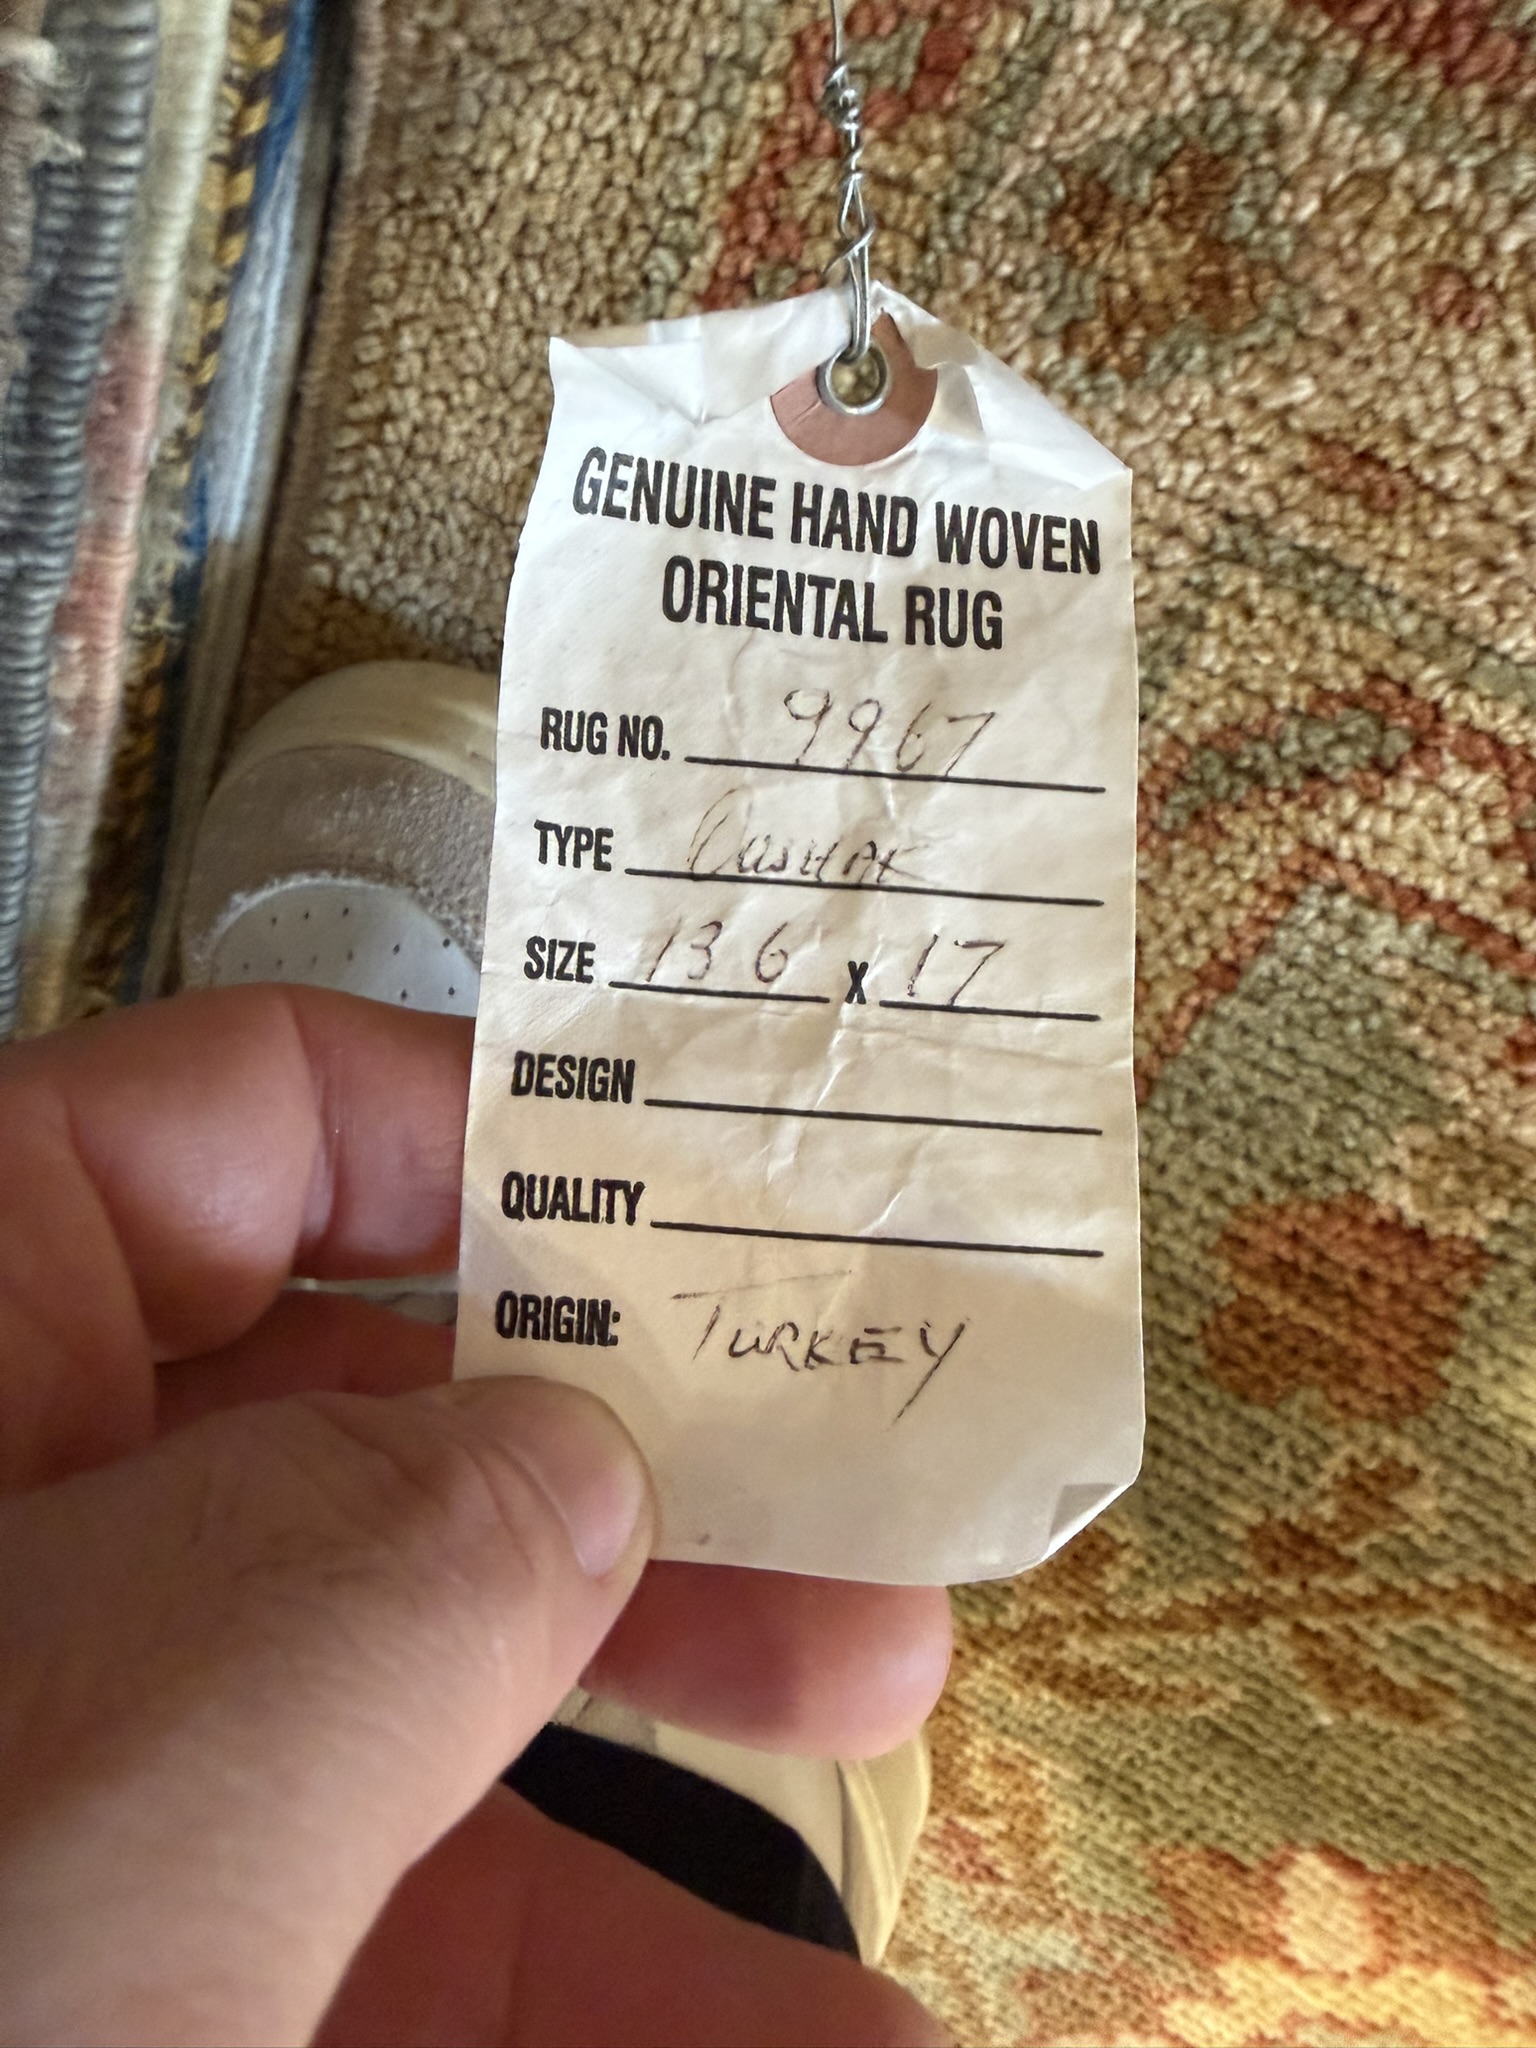 GENUINE HAND WOVEN
ORIENTAL RUG
RUG NO. 9967
TYPE OUSHAK
SIZE 13 6 X 17
DESIGN
QUALITY
ORIGIN: TURKEY